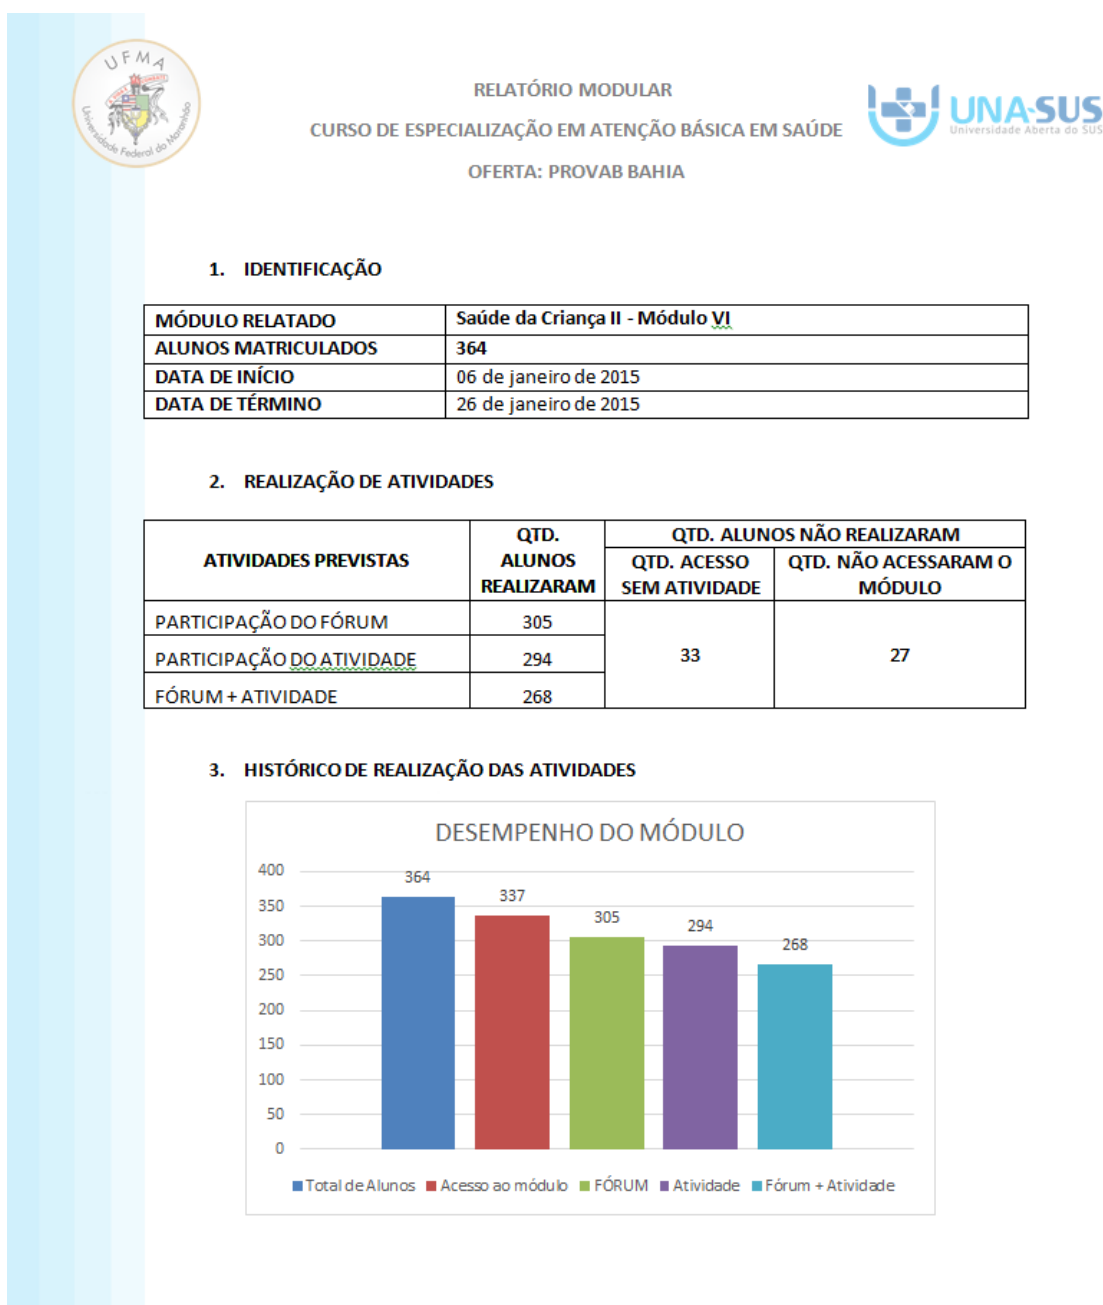 UFMA
Universidade Federal do Maranhão
RELATÓRIO MODULAR
CURSO DE ESPECIALIZAÇÃO EM ATENÇÃO BÁSICA EM SAÚDE
OFERTA: PROVAB BAHIA
UNA-SUS
Universidade Aberta do SUS
1. IDENTIFICAÇÃO
MÓDULO RELATADO Saúde da Criança II - Módulo VI
ALUNOS MATRICULADOS 364
DATA DE INÍCIO 06 de janeiro de 2015
DATA DE TÉRMINO 26 de janeiro de 2015
2. REALIZAÇÃO DE ATIVIDADES
ATIVIDADES PREVISTAS
QTD.
ALUNOS
REALIZARAM
QTD. ALUNOS NÃO REALIZARAM
QTD. ACESSO
SEM ATIVIDADE
QTD. NÃO ACESSARAM O
MÓDULO
PARTICIPAÇÃO DO FÓRUM 305
PARTICIPAÇÃO DO ATIVIDADE 294
FÓRUM + ATIVIDADE 268
33
27
3. HISTÓRICO DE REALIZAÇÃO DAS ATIVIDADES
DESEMPENHO DO MÓDULO
400
350
300
250
200
150
100
50
0
364
337
305
294
268
Total de Alunos Acesso ao módulo FÓRUM Atividade Fórum + Atividade